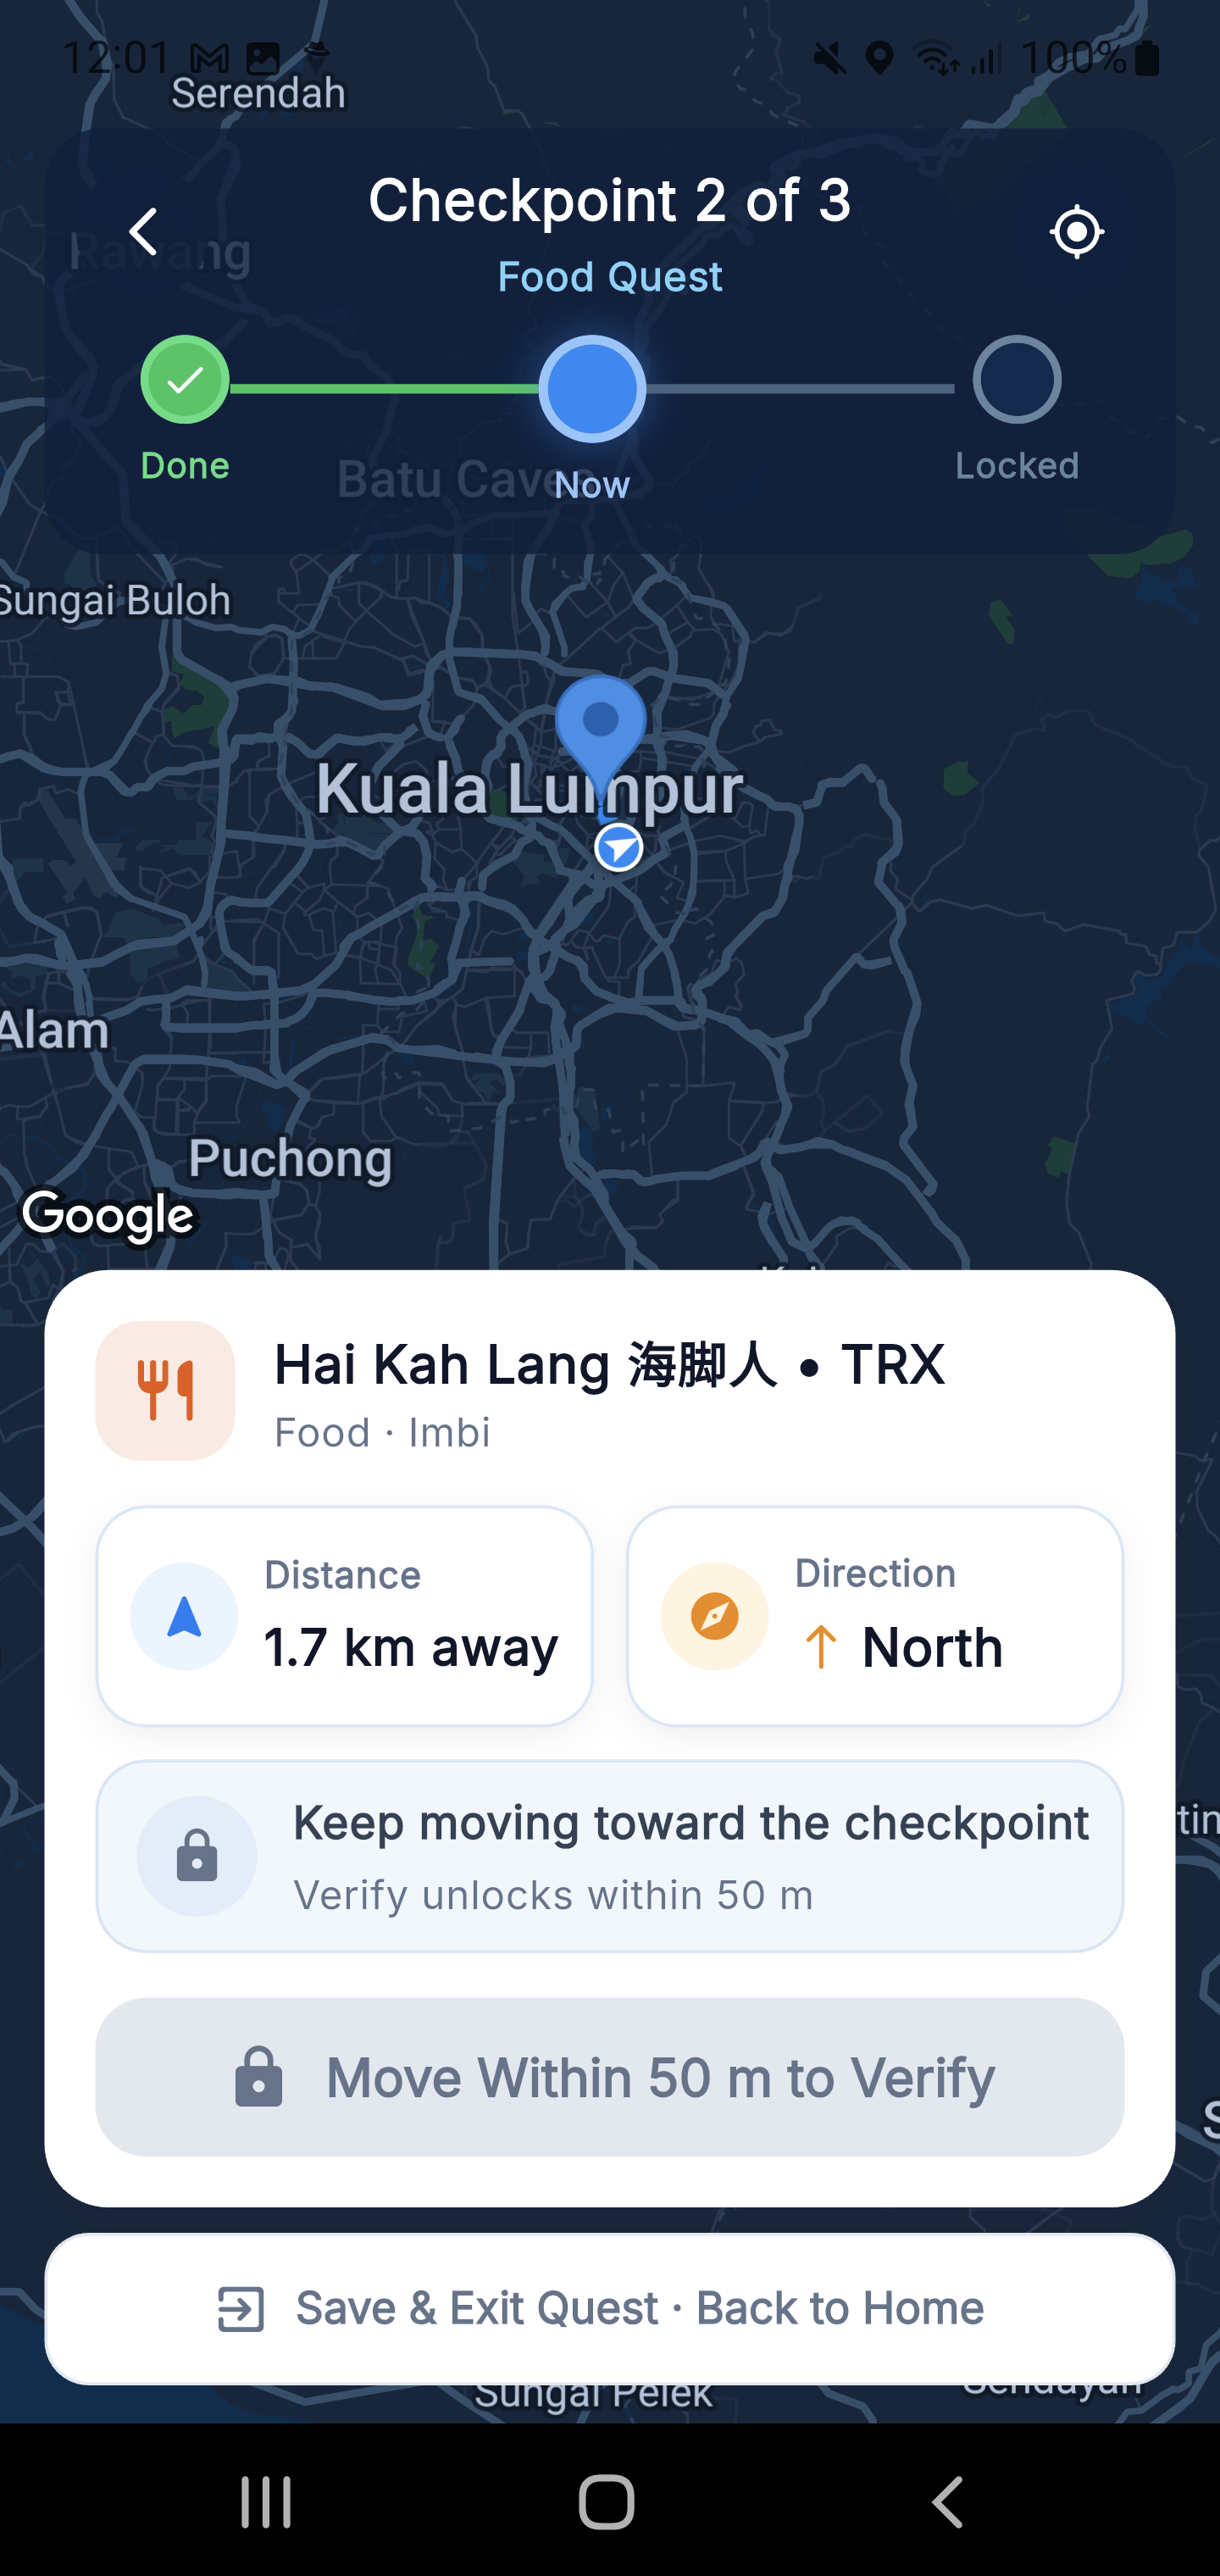 12:01
100%
Serendah
Checkpoint 2 of 3
Rawang
Food Quest
Done
Batu Caves
Now
Locked
Sungai Buloh
Kuala Lumpur
Alam
Puchong
Google
Hai Kah Lang 海脚人 • TRX
Food · Imbi
Distance
1.7 km away
Direction
↑ North
Keep moving toward the checkpoint
Verify unlocks within 50 m
Move Within 50 m to Verify
Save & Exit Quest · Back to Home
Sungai Pelek
Sendayan